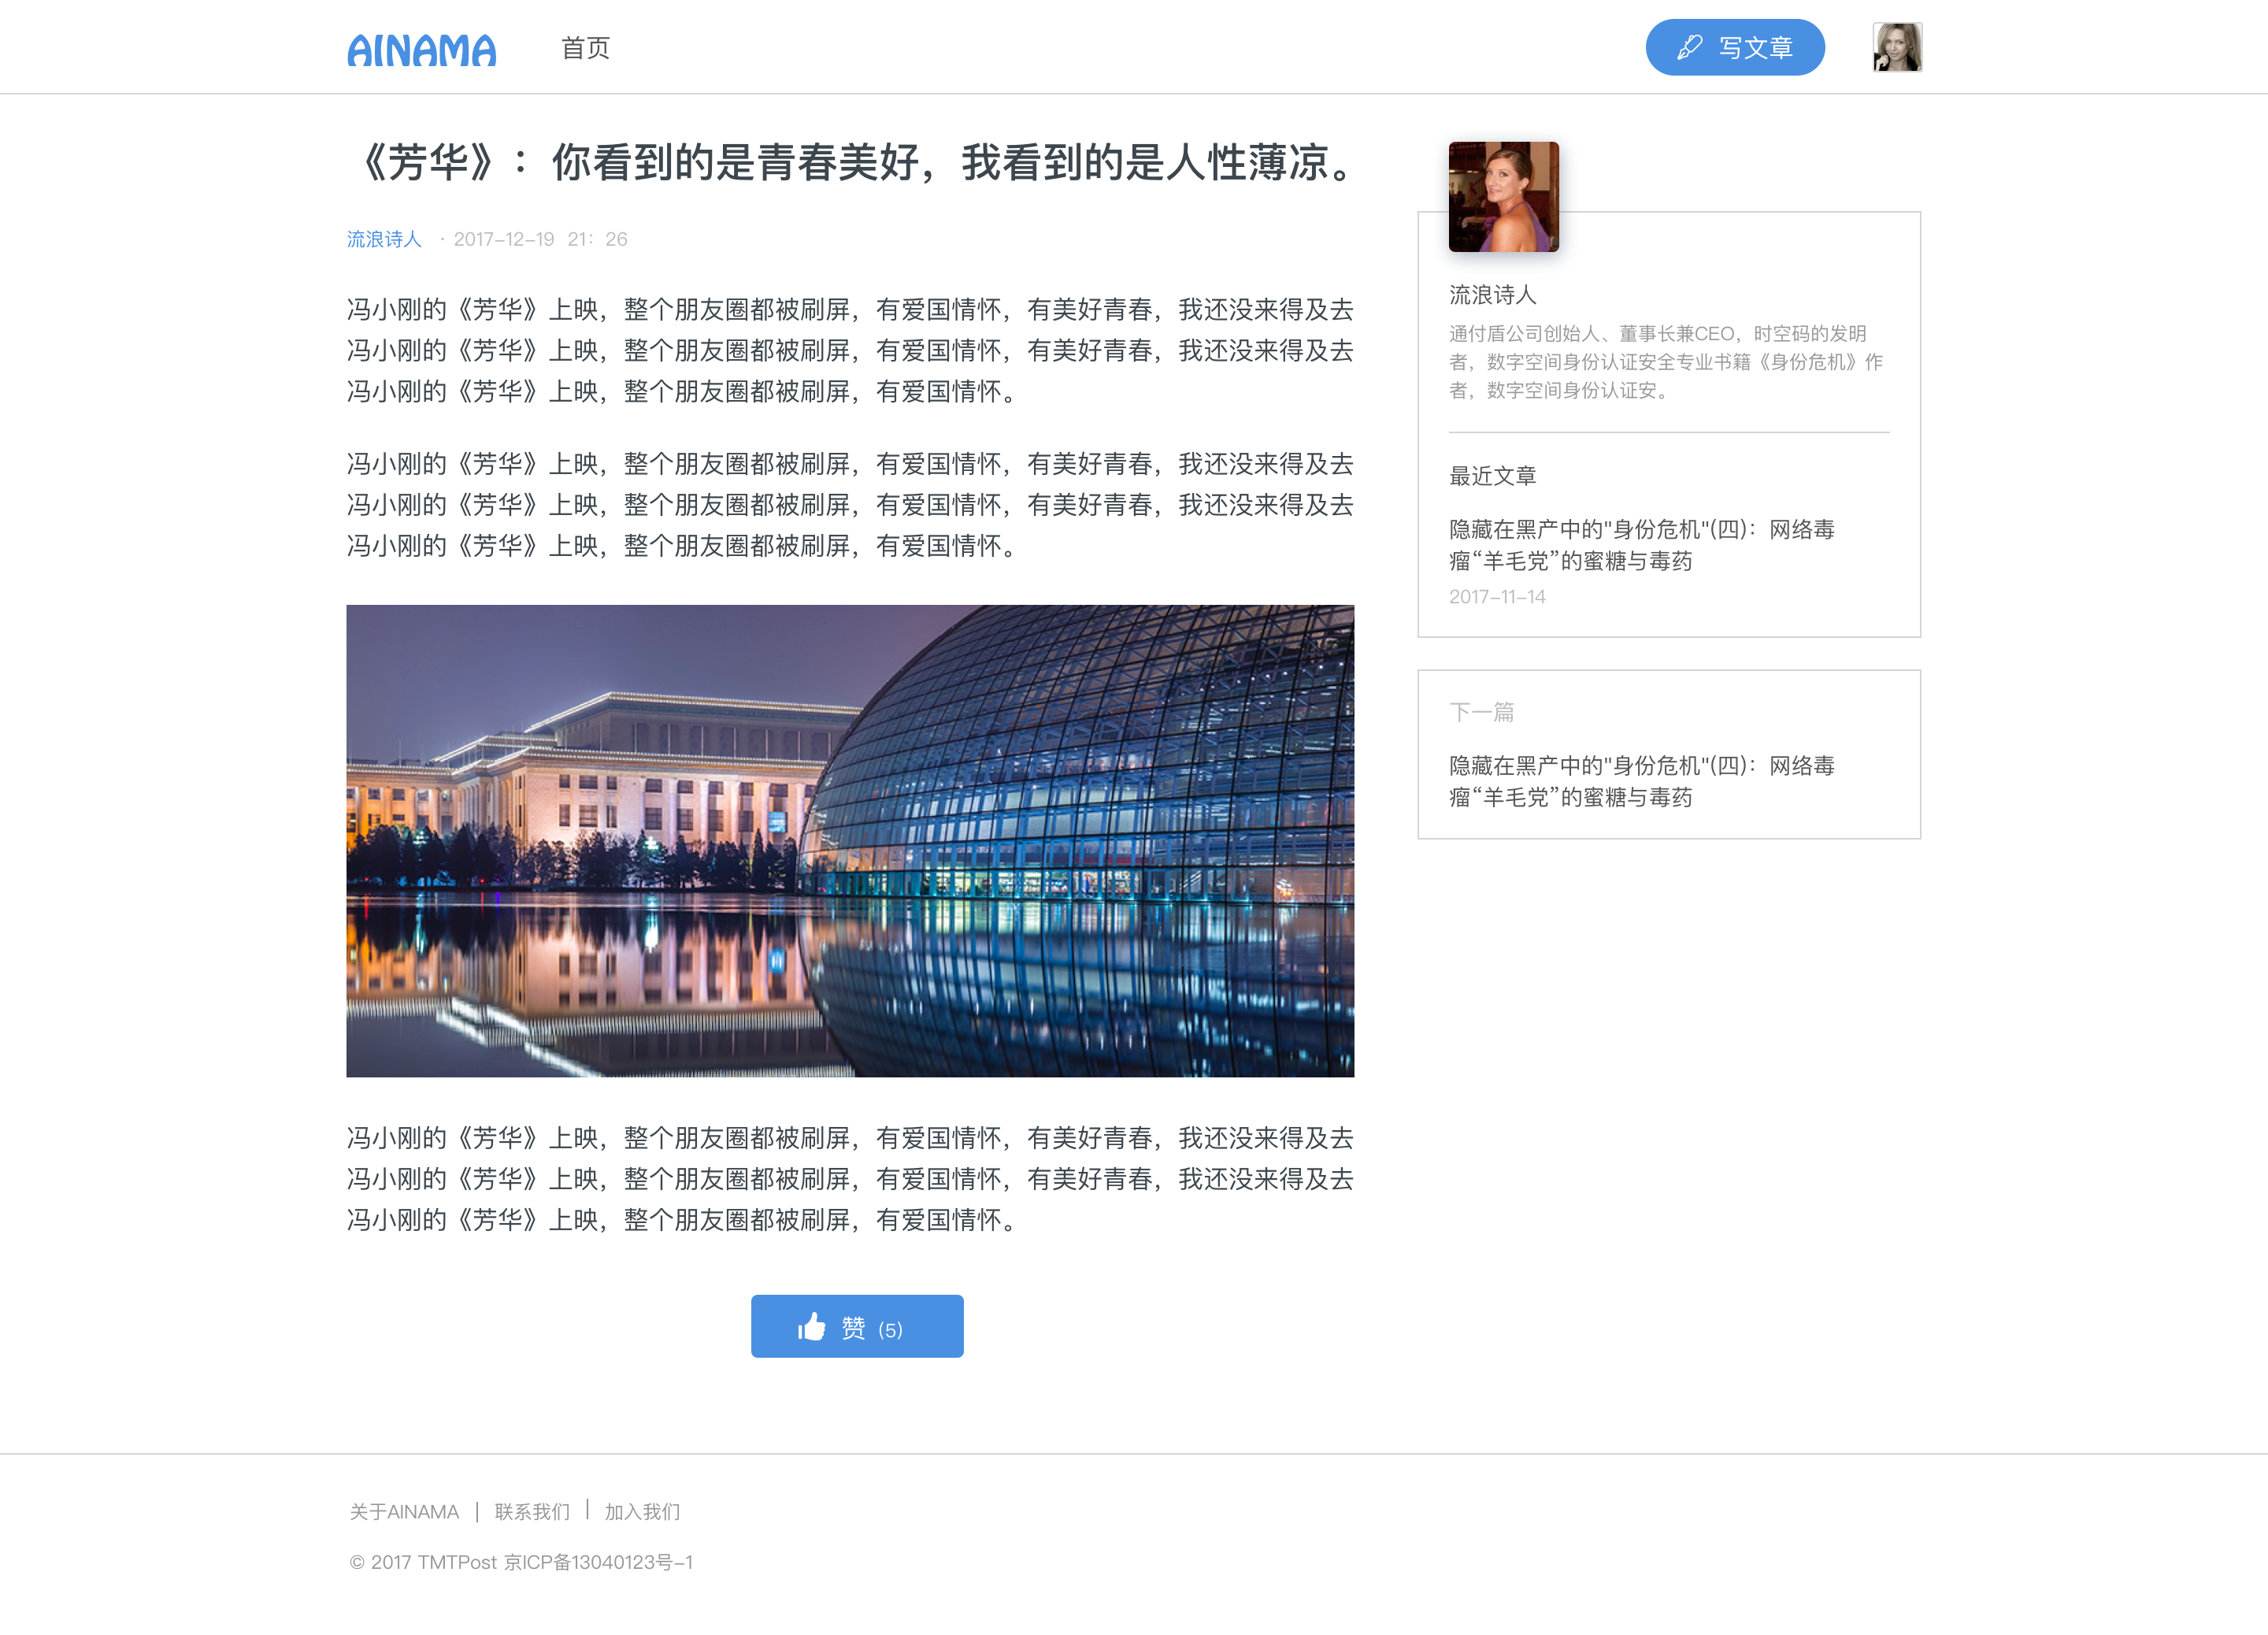 AINAMA
首页
写文章
《芳华》：你看到的是青春美好，我看到的是人性薄凉。
流浪诗人 · 2017-12-19 21：26
冯小刚的《芳华》上映，整个朋友圈都被刷屏，有爱国情怀，有美好青春，我还没来得及去
冯小刚的《芳华》上映，整个朋友圈都被刷屏，有爱国情怀，有美好青春，我还没来得及去
冯小刚的《芳华》上映，整个朋友圈都被刷屏，有爱国情怀。
冯小刚的《芳华》上映，整个朋友圈都被刷屏，有爱国情怀，有美好青春，我还没来得及去
冯小刚的《芳华》上映，整个朋友圈都被刷屏，有爱国情怀，有美好青春，我还没来得及去
冯小刚的《芳华》上映，整个朋友圈都被刷屏，有爱国情怀。
冯小刚的《芳华》上映，整个朋友圈都被刷屏，有爱国情怀，有美好青春，我还没来得及去
冯小刚的《芳华》上映，整个朋友圈都被刷屏，有爱国情怀，有美好青春，我还没来得及去
冯小刚的《芳华》上映，整个朋友圈都被刷屏，有爱国情怀。
赞 (5)
流浪诗人
通付盾公司创始人、董事长兼CEO，时空码的发明
者，数字空间身份认证安全专业书籍《身份危机》作
者，数字空间身份认证安。
最近文章
隐藏在黑产中的"身份危机"(四)：网络毒
瘤“羊毛党”的蜜糖与毒药
2017-11-14
下一篇
隐藏在黑产中的"身份危机"(四)：网络毒
瘤“羊毛党”的蜜糖与毒药
关于AINAMA | 联系我们 | 加入我们
© 2017 TMTPost 京ICP备13040123号-1